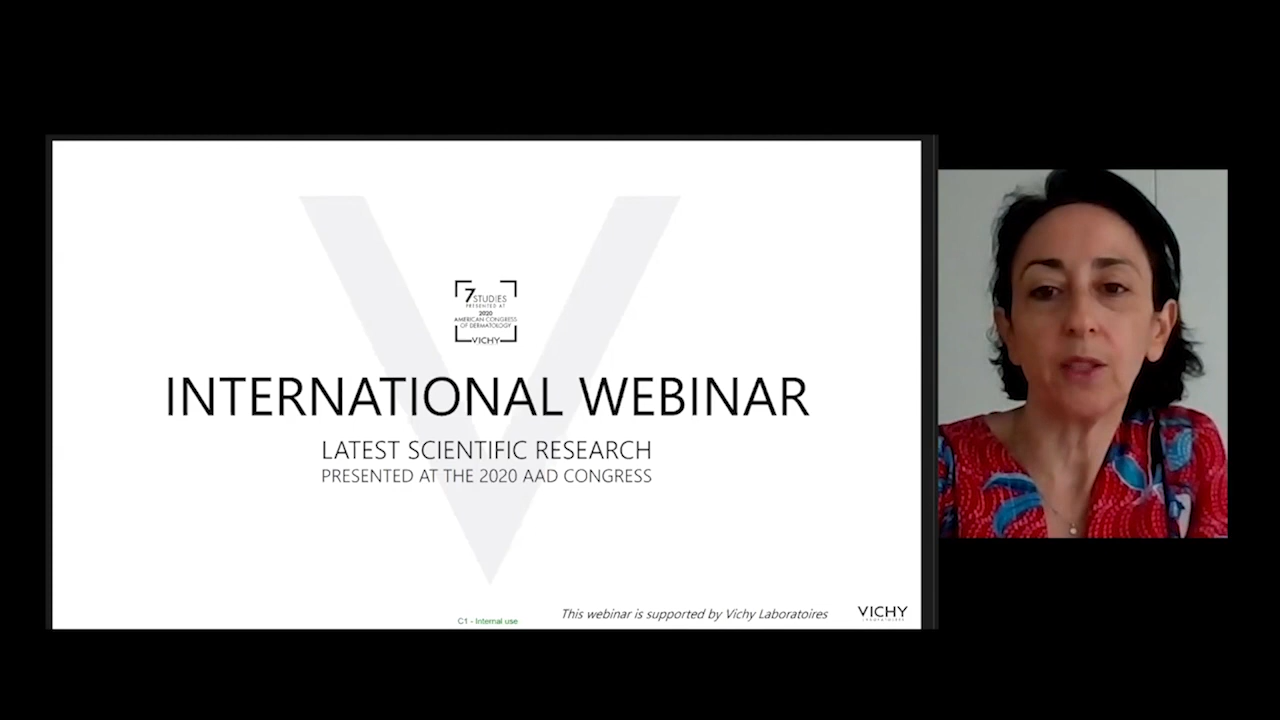 7 STUDIES
PRESENTED AT
2020
AMERICAN CONGRESS
OF DERMATOLOGY
VICHY
INTERNATIONAL WEBINAR
LATEST SCIENTIFIC RESEARCH
PRESENTED AT THE 2020 AAD CONGRESS
This webinar is supported by Vichy Laboratoires
VICHY
LABORATOIRES
C1 - Internal use